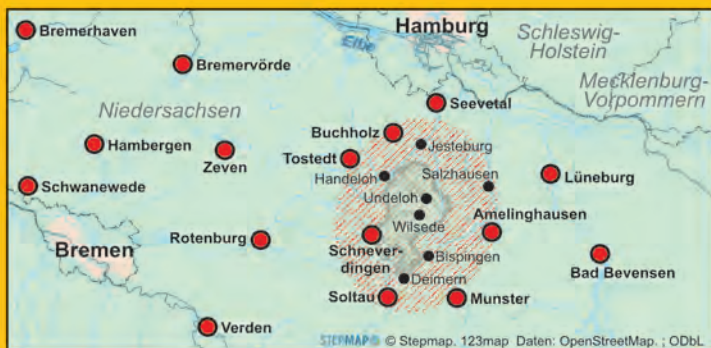 Hamburg
Schleswig-
Holstein
Bremerhaven
Elbe
Bremervörde
Mecklenburg-
Vorpommern
Niedersachsen
Seevetal
Buchholz
Hambergen
Jesteburg
Zeven
Tostedt
Handeloh
Salzhausen
Lüneburg
Schwanewede
Undeloh
Wilsede
Amelinghausen
Bremen
Rotenburg
Schnever-
dingen
Bispingen
Bad Bevensen
Deimern
Soltau
Munster
Verden
STEPMAP © Stepmap, 123map Daten: OpenStreetMap. ; ODbL